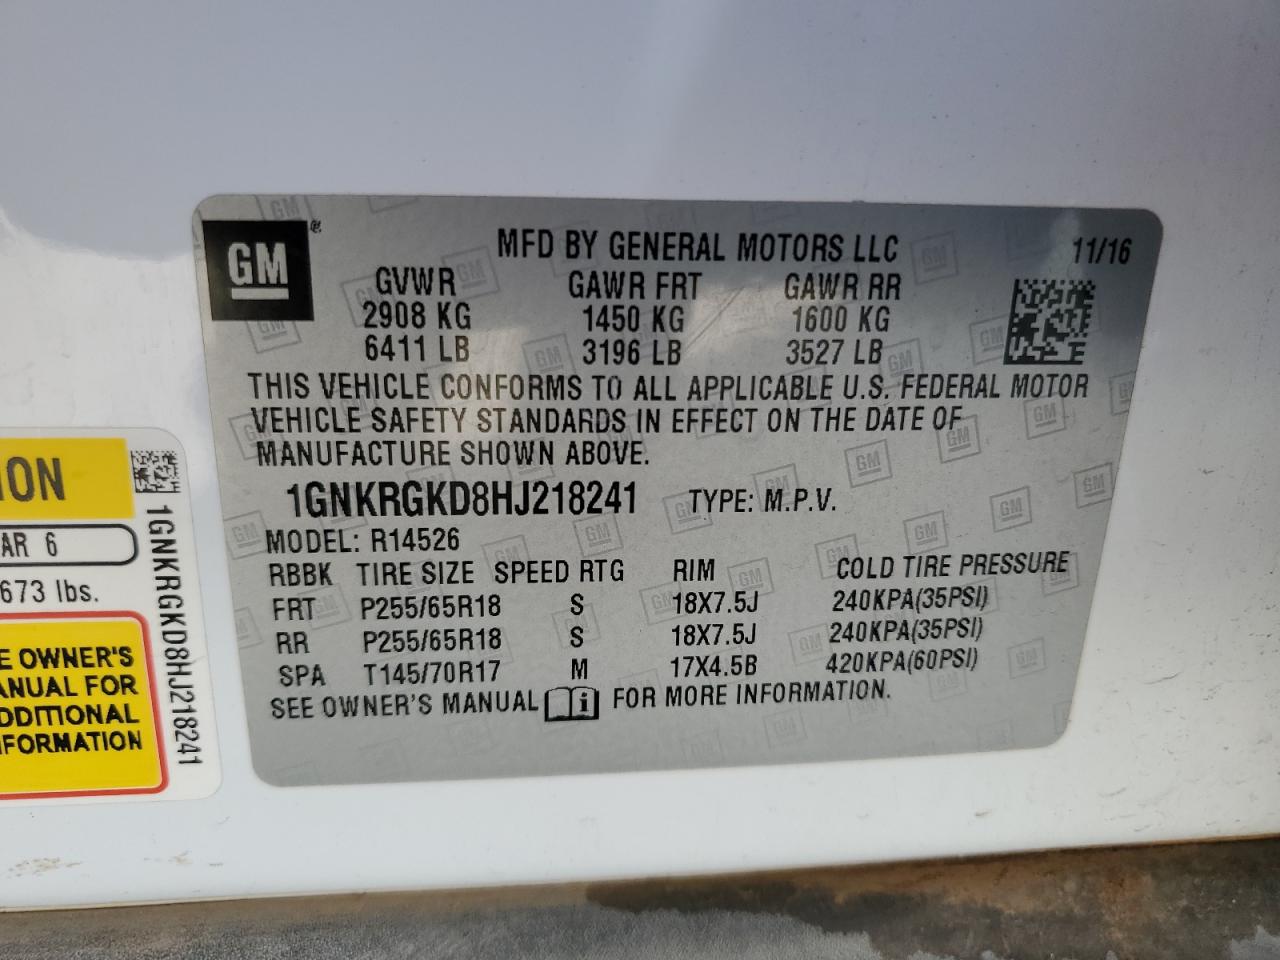 GM
MFD BY GENERAL MOTORS LLC 11/16
GVWR GAWR FRT GAWR RR
2908 KG 1450 KG 1600 KG
6411 LB 3196 LB 3527 LB
THIS VEHICLE CONFORMS TO ALL APPLICABLE U.S. FEDERAL MOTOR
VEHICLE SAFETY STANDARDS IN EFFECT ON THE DATE OF
MANUFACTURE SHOWN ABOVE.
1GNKRGKD8HJ218241 TYPE: M.P.V.
MODEL: R14526
RBBK TIRE SIZE SPEED RTG RIM COLD TIRE PRESSURE
FRT P255/65R18 S 18X7.5J 240KPA(35PSI)
RR P255/65R18 S 18X7.5J 240KPA(35PSI)
SPA T145/70R17 M 17X4.5B 420KPA(60PSI)
SEE OWNER'S MANUAL i FOR MORE INFORMATION.
ION
AR 6
673 lbs.
E OWNER'S
ANUAL FOR
DDITIONAL
FORMATION
1GNKRGKD8HJ218241